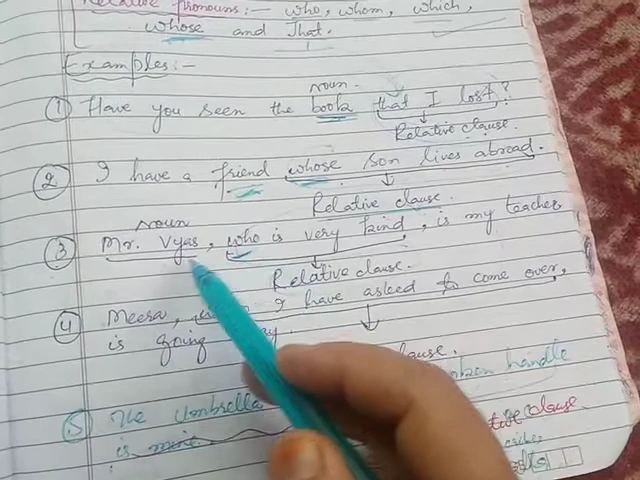 Relative pronouns:- who, whom, which,
whose and That.
Examples:-
noun.
① Have you seen the book that I lost?
Relative clause.
② I have a friend whose son lives abroad.
Relative clause.
noun
③ Mr. Vyas, who is very kind, is my teacher
Relative clause.
④ Meera, I have asked to come over,
is going
clause.
⑤ The Umbrella handle
is mine clause